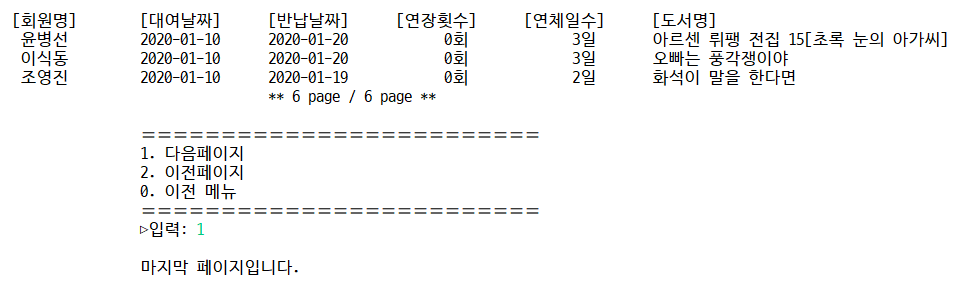 [회원명] [대여날짜] [반납날짜] [연장횟수] [연체일수] [도서명]
윤병선 2020-01-10 2020-01-20 0회 3일 아르센 뤼팽 전집 15[초록 눈의 아가씨]
이식동 2020-01-10 2020-01-20 0회 3일 오빠는 풍각쟁이야
조영진 2020-01-10 2020-01-19 0회 2일 화석이 말을 한다면
** 6 page / 6 page **
=========================
1. 다음페이지
2. 이전페이지
0. 이전 메뉴
=========================
▷입력: 1
마지막 페이지입니다.